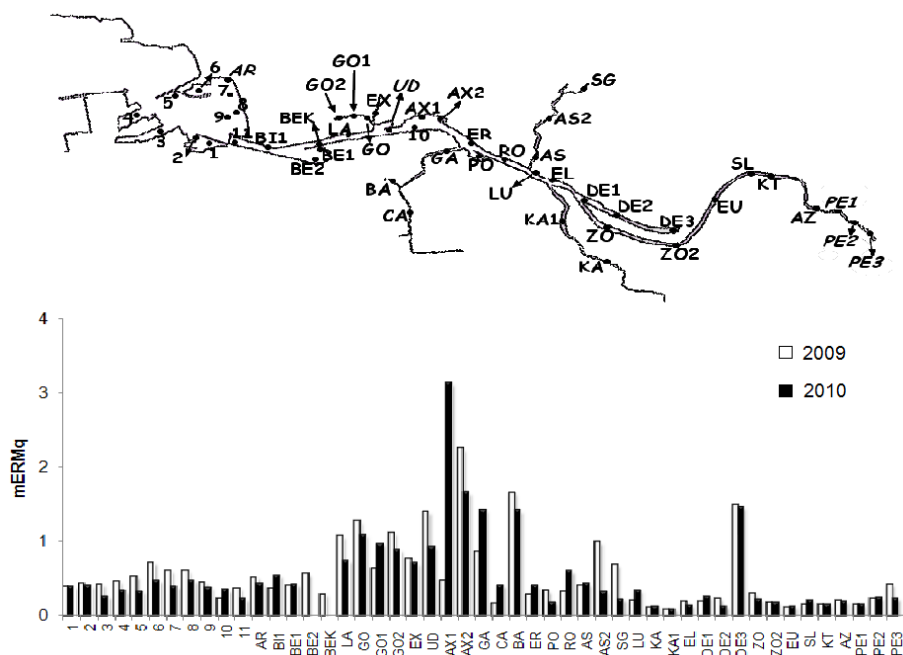 GO1
SG
6
AR
GO2
UD
EX
AX1
AX2
7
5
8
BEK
AS2
4
9
LA
10
3
11
BI1
GO
ER
2
1
BE1
GA
RO
AS
BE2
PO
EL
SL
KT
BA
LU
DE1
DE2
EU
PE1
CA
KA1
DE3
AZ
ZO
PE2
ZO2
PE3
KA
4
2009
3
2010
mERMq
2
1
0
1 2 3 4 5 6 7 8 9 10 11 AR BI1 BE1 BE2 BEK LA GO GO1 GO2 EX UD AX1 AX2 GA CA BA ER PO RO AS AS2 SG LU KA KA1 EL DE1 DE2 DE3 ZO ZO2 EU SL KT AZ PE1 PE2 PE3